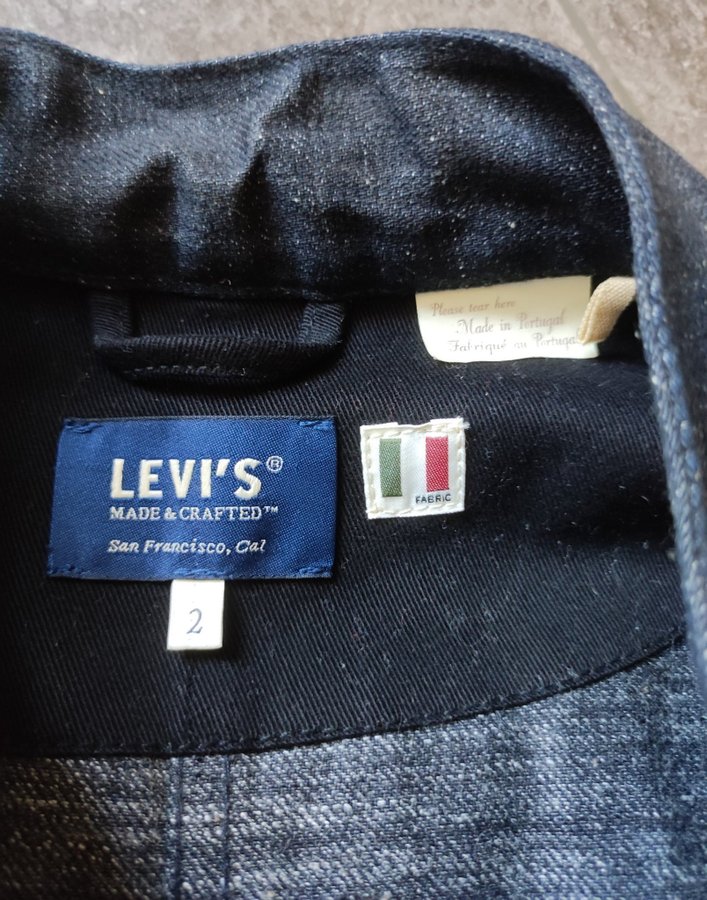 Please tear here
Made in Portugal
Fabriqué au Portugal
LEVI'S®
MADE & CRAFTED™
San Francisco, Cal
FABRIC
2